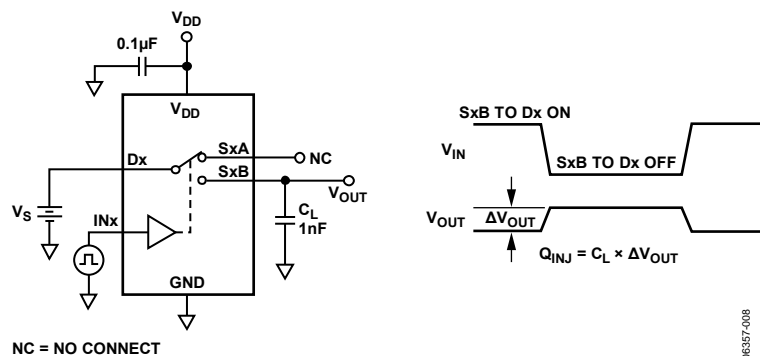 VDD
0.1µF
VDD
SxB TO Dx ON
SxA
Dx
NC
VIN
SxB
SxB TO Dx OFF
VOUT
VS
CL
INx
1nF
VOUT
ΔVOUT
QINJ = CL × ΔVOUT
GND
NC = NO CONNECT
06357-008